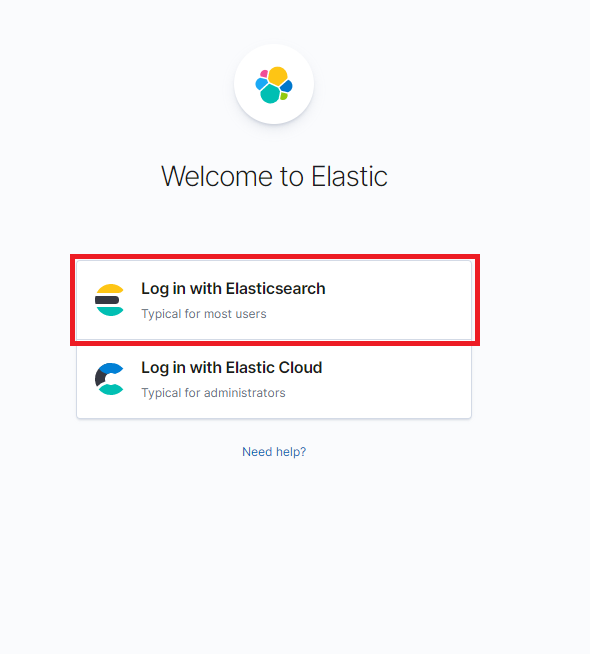 Welcome to Elastic
Log in with Elasticsearch
Typical for most users
Log in with Elastic Cloud
Typical for administrators
Need help?